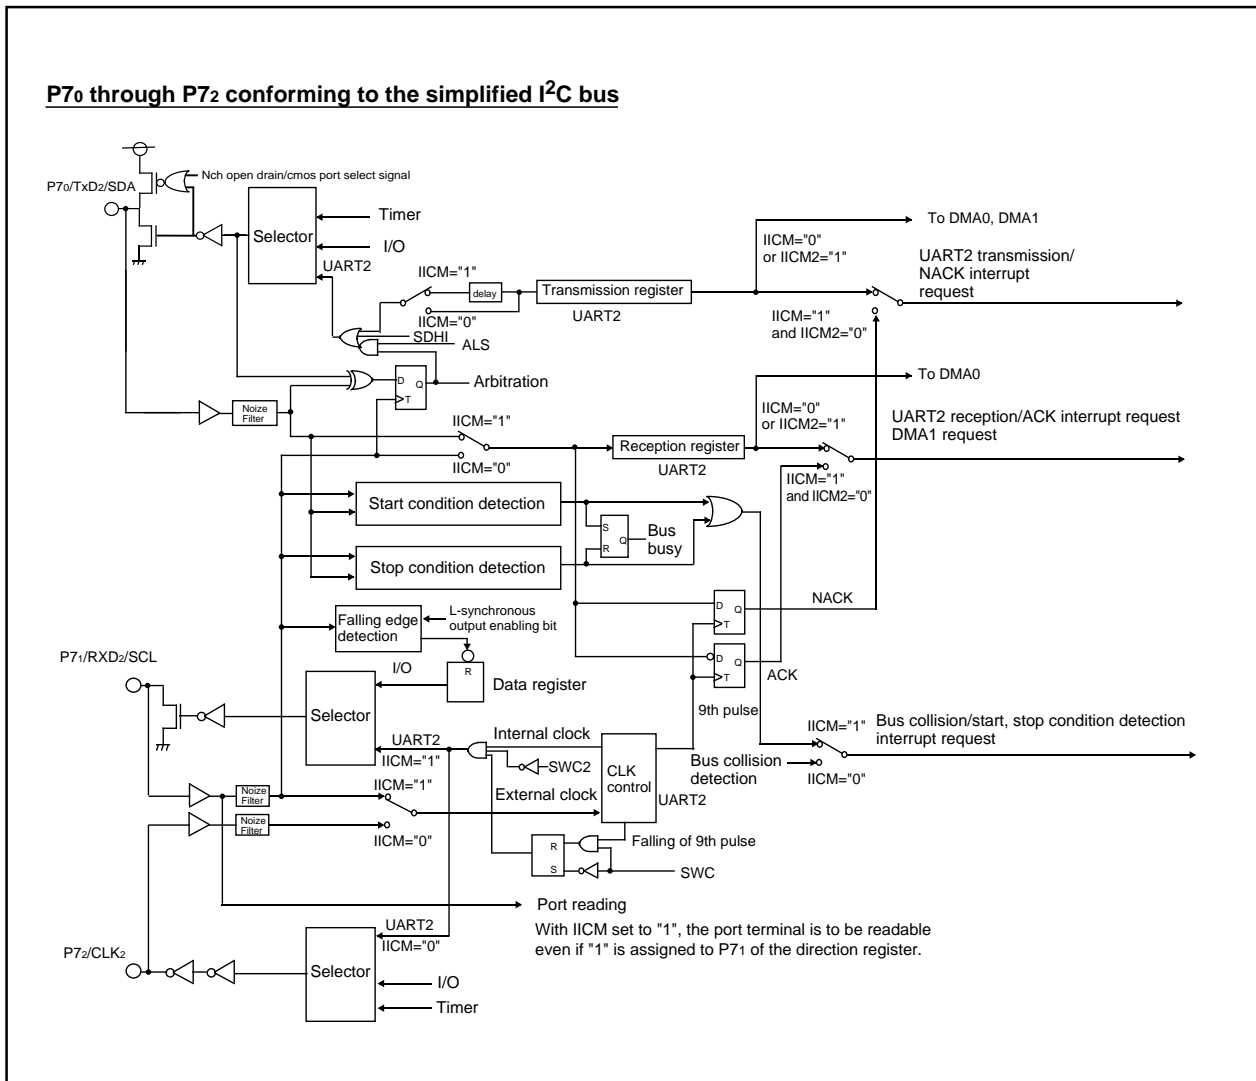 P70 through P72 conforming to the simplified I2C bus
Nch open drain/cmos port select signal
P70/TxD2/SDA
Selector
Timer
I/O
UART2
IICM="1"
delay
IICM="0"
Transmission register
UART2
SDHI
ALS
To DMA0, DMA1
IICM="0"
or IICM2="1"
UART2 transmission/
NACK interrupt
request
IICM="1"
and IICM2="0"
D
Q
T
Arbitration
Noize
Filter
To DMA0
IICM="1"
IICM="0"
Reception register
UART2
IICM="0"
or IICM2="1"
UART2 reception/ACK interrupt request
DMA1 request
IICM="1"
and IICM2="0"
Start condition detection
S
R
Q
Bus
busy
Stop condition detection
D
Q
T
NACK
Falling edge
detection
L-synchronous
output enabling bit
D
Q
T
ACK
9th pulse
P71/RXD2/SCL
I/O
R
Data register
Selector
UART2
IICM="1"
Internal clock
SWC2
External clock
CLK
control
UART2
Bus collision
detection
IICM="1"
IICM="0"
Bus collision/start, stop condition detection
interrupt request
Noize
Filter
IICM="1"
Noize
Filter
IICM="0"
R
S
Falling of 9th pulse
SWC
Port reading
With IICM set to "1", the port terminal is to be readable
even if "1" is assigned to P71 of the direction register.
P72/CLK2
UART2
IICM="0"
Selector
I/O
Timer